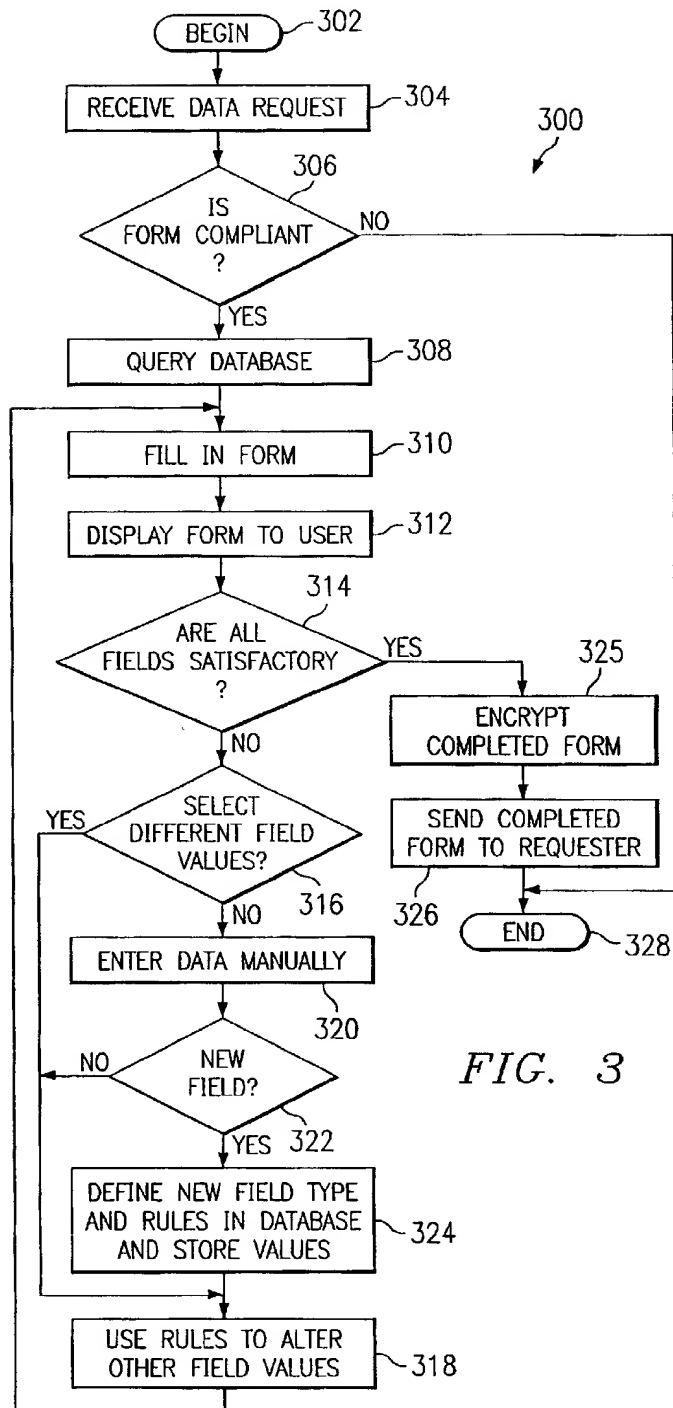 BEGIN
302
RECEIVE DATA REQUEST
304
300
306
IS
FORM COMPLIANT
?
NO
YES
QUERY DATABASE
308
FILL IN FORM
310
DISPLAY FORM TO USER
312
314
ARE ALL
FIELDS SATISFACTORY
?
YES
325
ENCRYPT
COMPLETED FORM
NO
SEND COMPLETED
FORM TO REQUESTER
326
END
328
YES
SELECT
DIFFERENT FIELD
VALUES?
316
NO
ENTER DATA MANUALLY
320
NO
NEW
FIELD?
322
YES
FIG. 3
DEFINE NEW FIELD TYPE
AND RULES IN DATABASE
AND STORE VALUES
324
USE RULES TO ALTER
OTHER FIELD VALUES
318